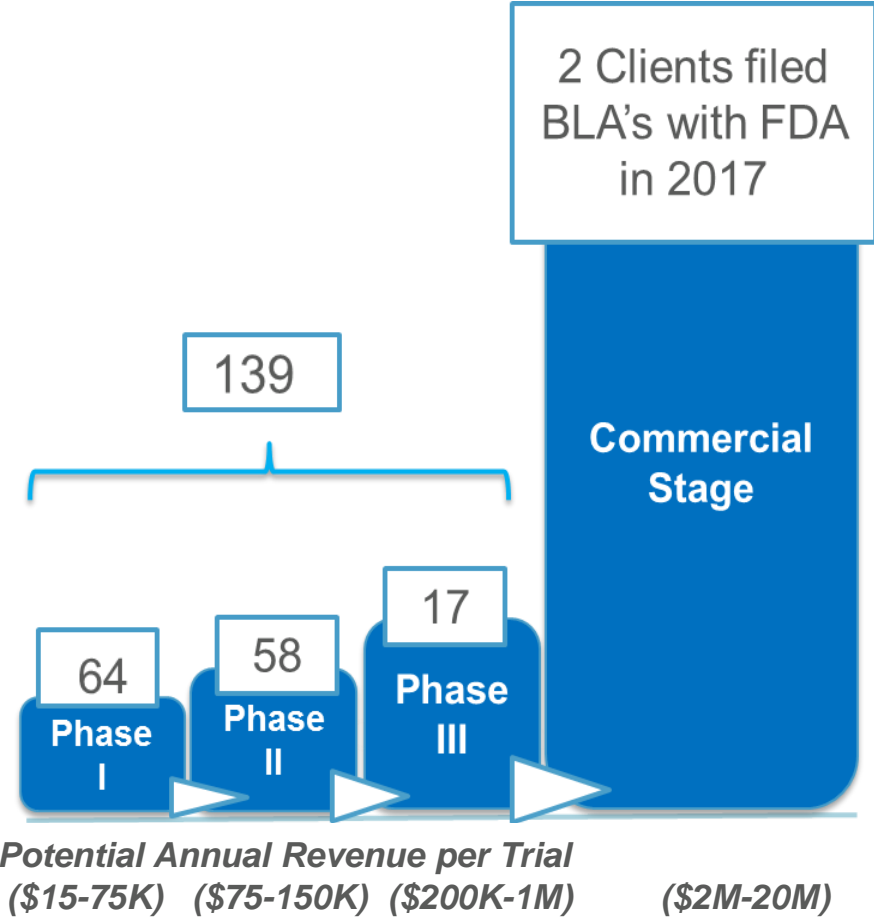 2 Clients filed
BLA's with FDA
in 2017
139
Commercial
Stage
17
58
64
Phase
III
Phase
II
Phase
I
Potential Annual Revenue per Trial
($15-75K) ($75-150K) ($200K-1M) ($2M-20M)